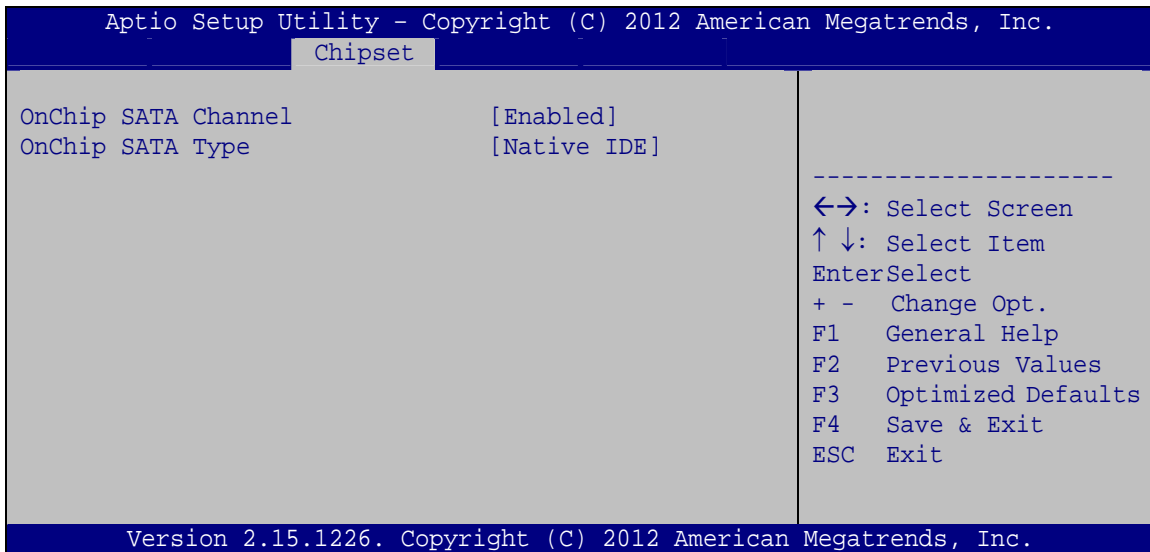 Aptio Setup Utility – Copyright (C) 2012 American Megatrends, Inc.
Chipset
OnChip SATA Channel [Enabled]
OnChip SATA Type [Native IDE]
---------------------
←→: Select Screen
↑ ↓: Select Item
EnterSelect
+ - Change Opt.
F1 General Help
F2 Previous Values
F3 Optimized Defaults
F4 Save & Exit
ESC Exit
Version 2.15.1226. Copyright (C) 2012 American Megatrends, Inc.